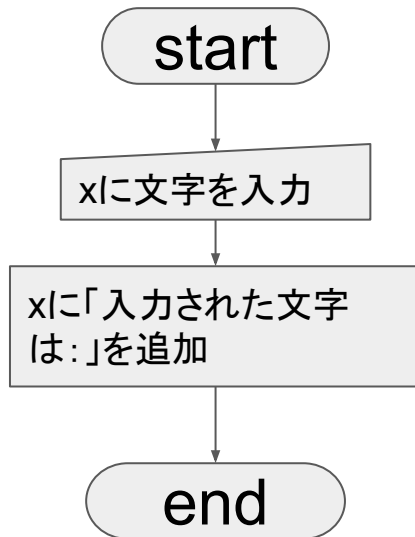 start
xに文字を入力
xに「入力された文字
は：」を追加
end